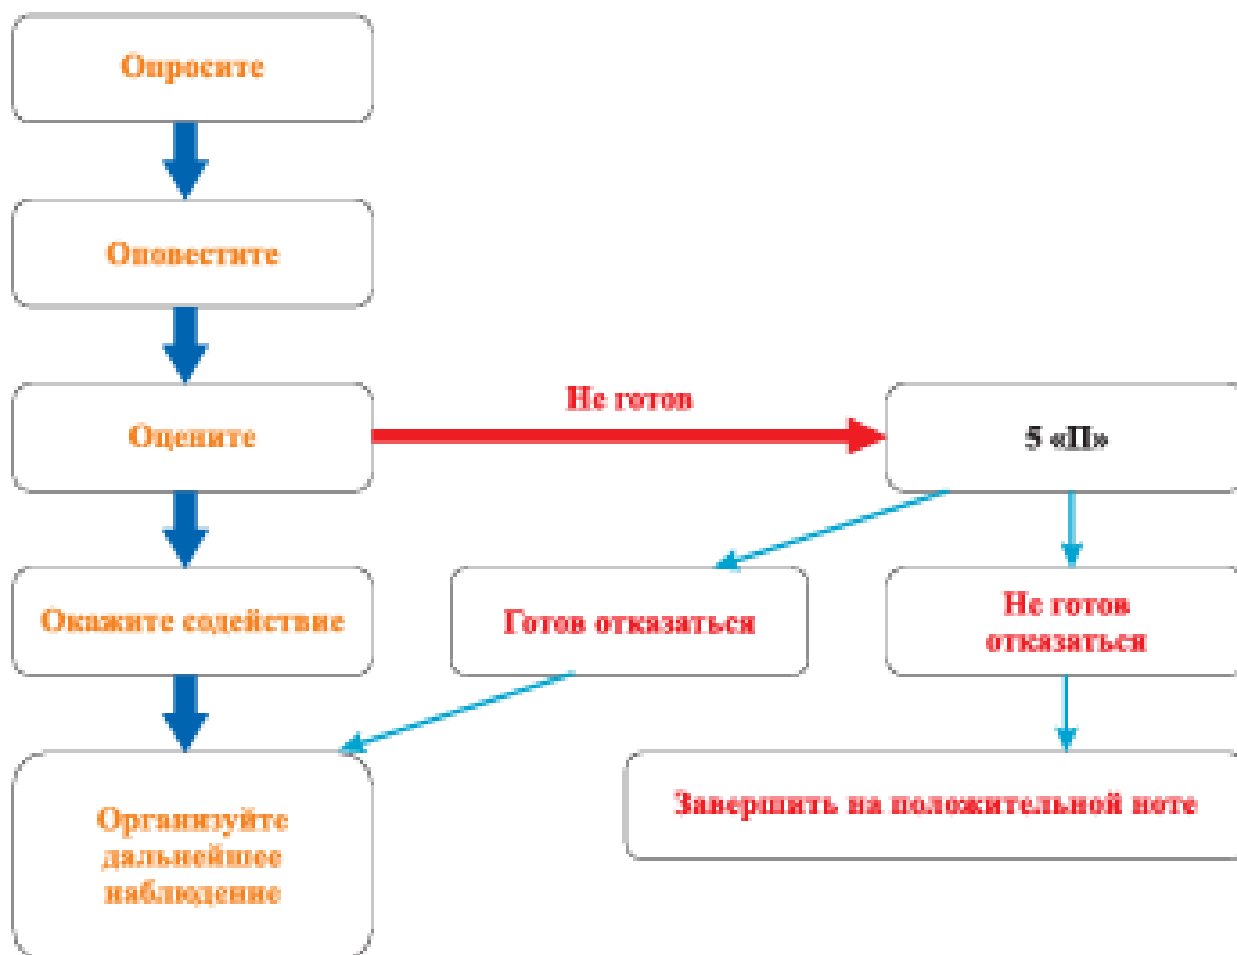 Опросите
Оповестите
Не готов
Оцените
5 «П»
Окажите содействие
Готов отказаться
Не готов
отказаться
Организуйте
дальнейшее
наблюдение
Завершить на положительной ноте